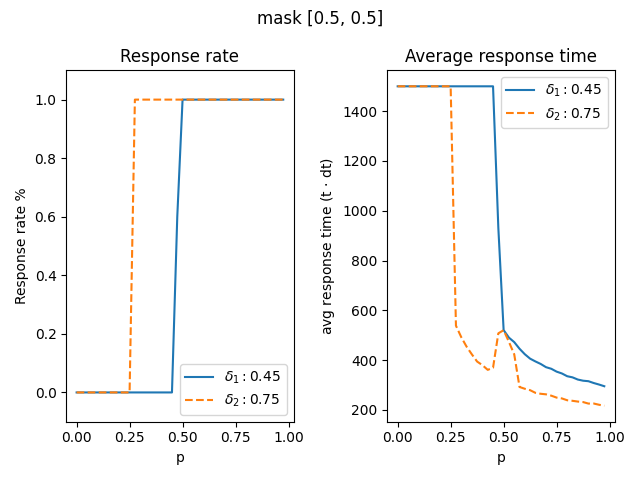 mask [0.5, 0.5]
Response rate
Response rate %
1.0
0.8
0.6
0.4
0.2
0.0
0.00 0.25 0.50 0.75 1.00
p
δ₁ : 0.45
δ₂ : 0.75
Average response time
avg response time (t · dt)
1400
1200
1000
800
600
400
200
0.00 0.25 0.50 0.75 1.00
p
δ₁ : 0.45
δ₂ : 0.75